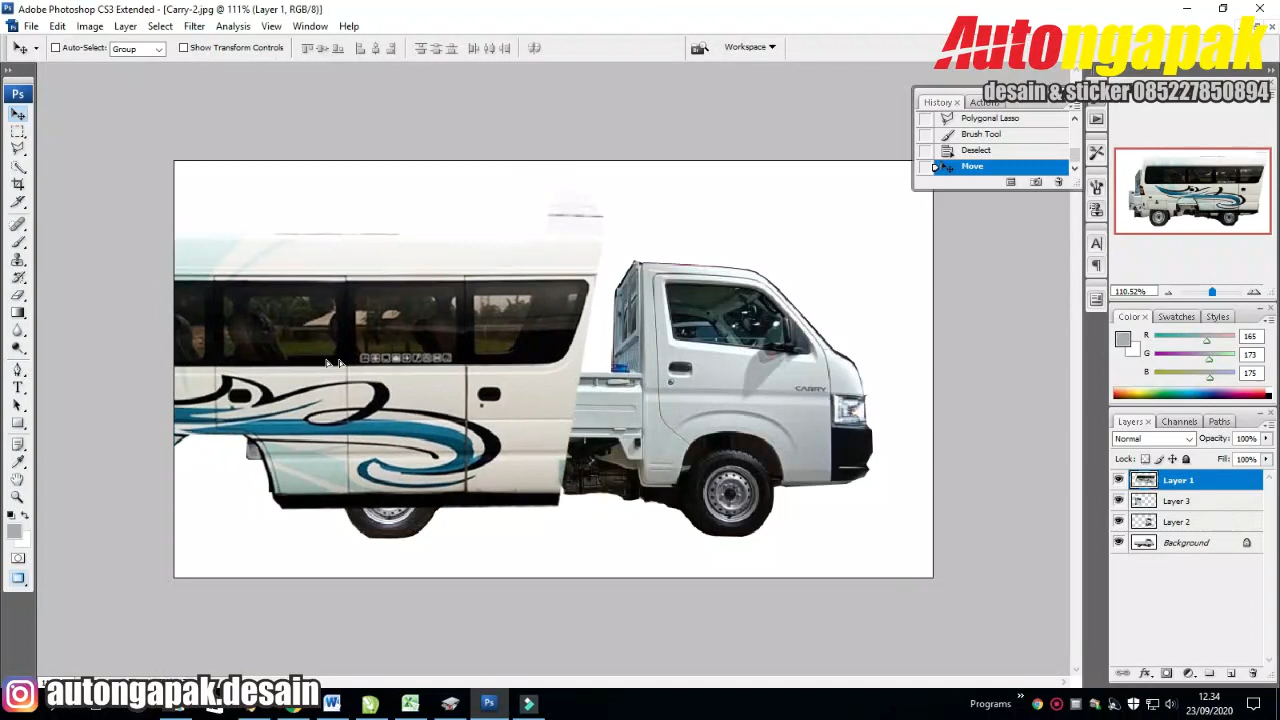 Adobe Photoshop CS3 Extended - [Carry-2.jpg @ 111% (Layer 1, RGB/8)]
File Edit Image Layer Select Filter Analysis View Window Help
Auto-Select: Group Show Transform Controls Workspace
Autongapak
desain & sticker 085227850894
Ps
History Actions
Polygonal Lasso
Brush Tool
Deselect
Move
110.52%
Color Swatches Styles
R 165
G 173
B 175
Layers Channels Paths
Normal Opacity: 100%
Lock: Fill: 100%
Layer 1
Layer 3
Layer 2
Background
CARRY
autongapak.desain
Programs
12.34
23/09/2020